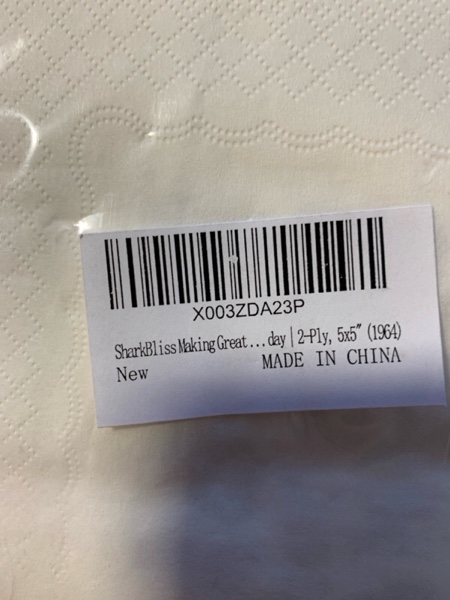 X003ZDA23P
SharkBliss Making Great...day | 2-Ply, 5x5" (1964)
New MADE IN CHINA